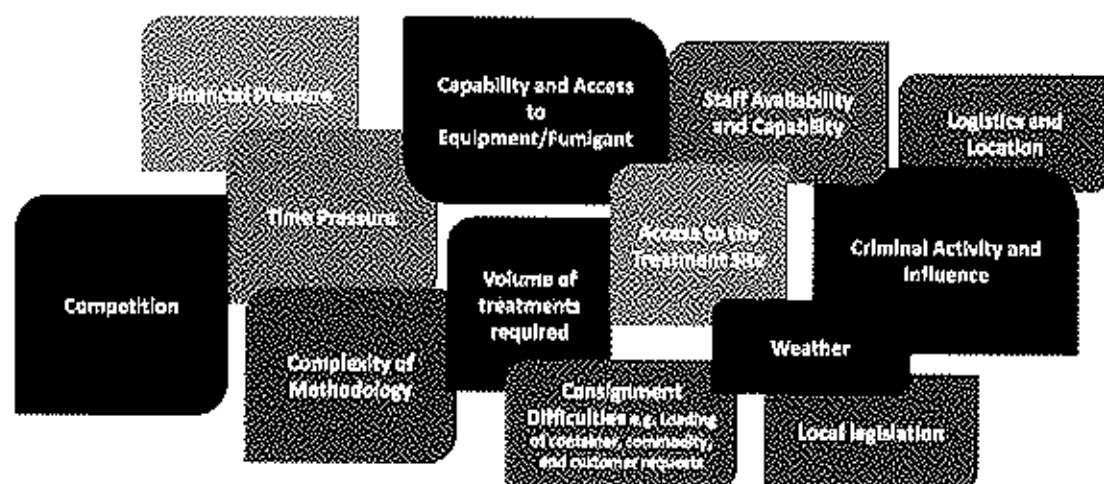 Financial Pressure
Capability and Access
to
Equipment/Fumigant
Staff Availability
and Capability
Logistics and
Location
Time Pressure
Access to the
Treatment Site
Criminal Activity and
Influence
Competition
Volume of
treatments
required
Weather
Complexity of
Methodology
Consignment
Difficulties e.g. Loading
of container, commodity,
and customer requests
Local legislation